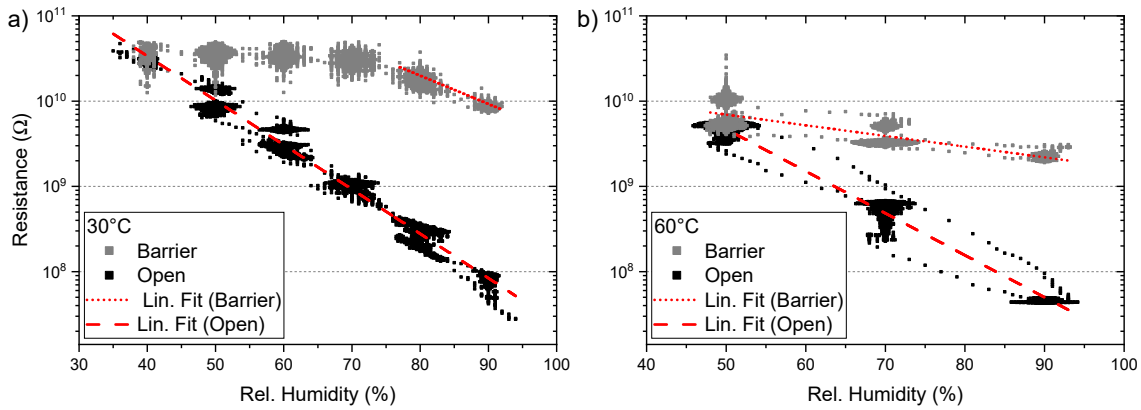 a)
Resistance (Ω)
10¹¹
10¹⁰
10⁹
10⁸
30°C
Barrier
Open
Lin. Fit (Barrier)
Lin. Fit (Open)
30 40 50 60 70 80 90 100
Rel. Humidity (%)
b)
10¹¹
10¹⁰
10⁹
10⁸
60°C
Barrier
Open
Lin. Fit (Barrier)
Lin. Fit (Open)
40 50 60 70 80 90 100
Rel. Humidity (%)